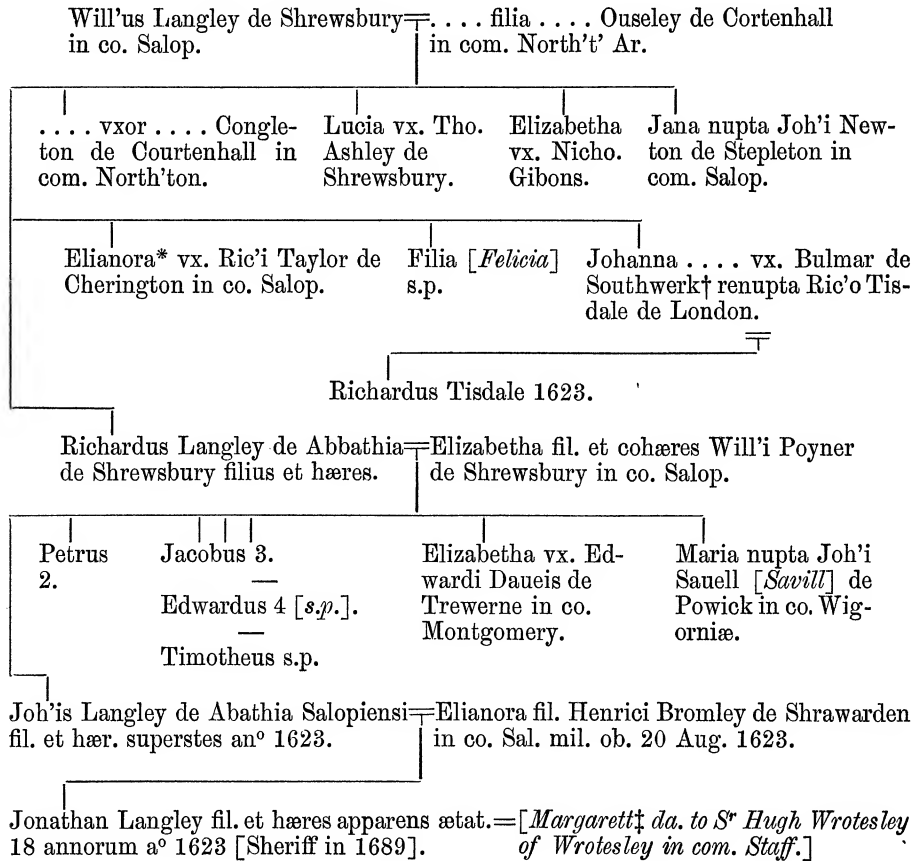 Will'us Langley de Shrewsbury=. . . . filia . . . . Ouseley de Cortenhall
in co. Salop. in com. North't' Ar.
. . . . vxor . . . . Congle-
ton de Courtenhall in
com. North'ton.
Lucia vx. Tho.
Ashley de
Shrewsbury.
Elizabetha
vx. Nicho.
Gibons.
Jana nupta Joh'i New-
ton de Stepleton in
com. Salop.
Elianora* vx. Ric'i Taylor de
Cherington in co. Salop.
Filia [Felicia]
s.p.
Johanna . . . . vx. Bulmar de
Southwerk† renupta Ric'o Tis-
dale de London.
Richardus Tisdale 1623.
Richardus Langley de Abbathia=Elizabetha fil. et cohæres Will'i Poyner
de Shrewsbury filius et hæres. de Shrewsbury in co. Salop.
Petrus
2.
Jacobus 3.
Edwardus 4 [s.p.].
Timotheus s.p.
Elizabetha vx. Ed-
wardi Daueis de
Trewerne in co.
Montgomery.
Maria nupta Joh'i
Sauell [Savill] de
Powick in co. Wig-
orniæ.
Joh'is Langley de Abathia Salopiensi=Elianora fil. Henrici Bromley de Shrawarden
fil. et hær. superstes anº 1623. in co. Sal. mil. ob. 20 Aug. 1623.
Jonathan Langley fil. et hæres apparens ætat.=[Margarett‡ da. to Sʳ Hugh Wrotesley
18 annorum aº 1623 [Sheriff in 1689]. of Wrotesley in com. Staff.]